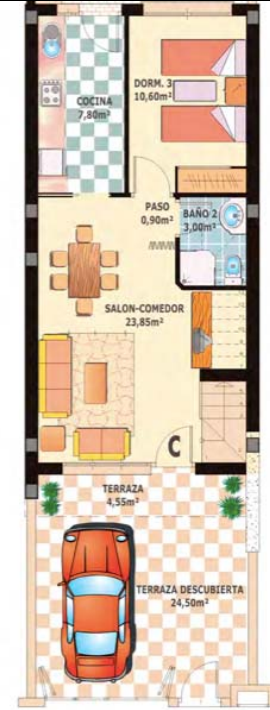 DORM. 3
10,60m²
COCINA
7,80m²
PASO
0,90m²
BAÑO 2
3,00m²
SALON-COMEDOR
23,85m²
C
TERRAZA
4,55m²
TERRAZA DESCUBIERTA
24,50m²